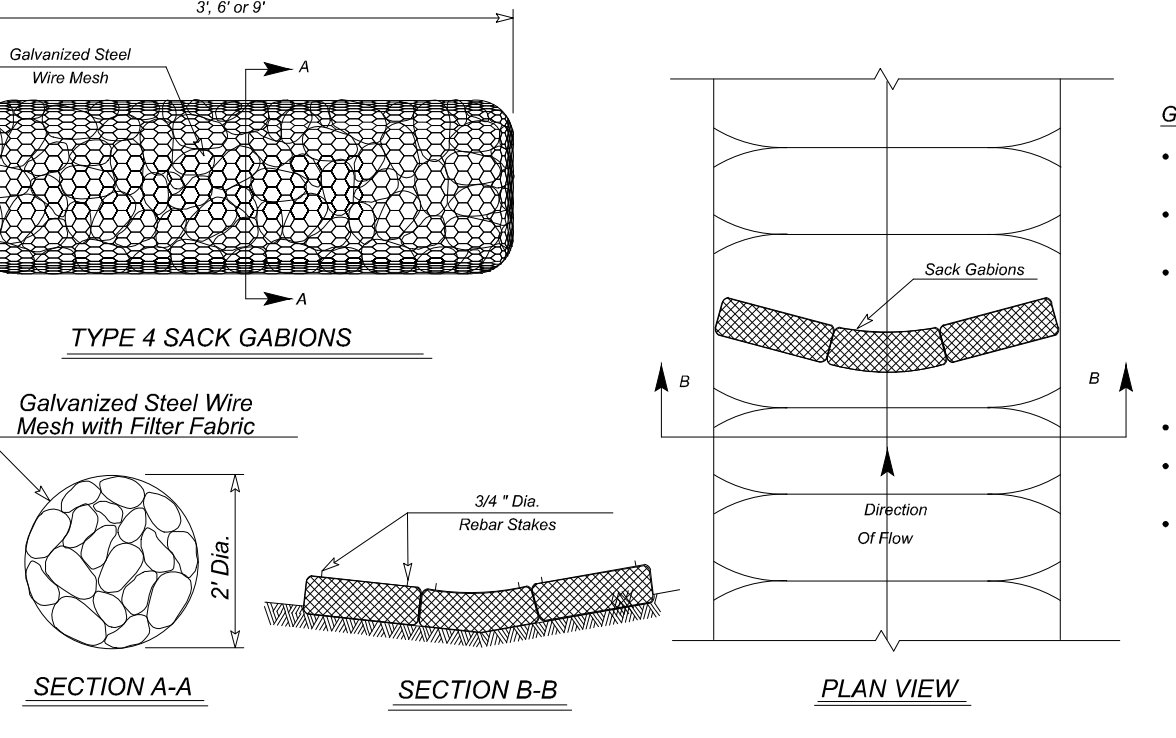 3', 6' or 9'
Galvanized Steel
Wire Mesh
A
A
TYPE 4 SACK GABIONS
Galvanized Steel Wire
Mesh with Filter Fabric
2' Dia.
SECTION A-A
3/4 " Dia.
Rebar Stakes
SECTION B-B
Sack Gabions
B
B
Direction
Of Flow
PLAN VIEW
G